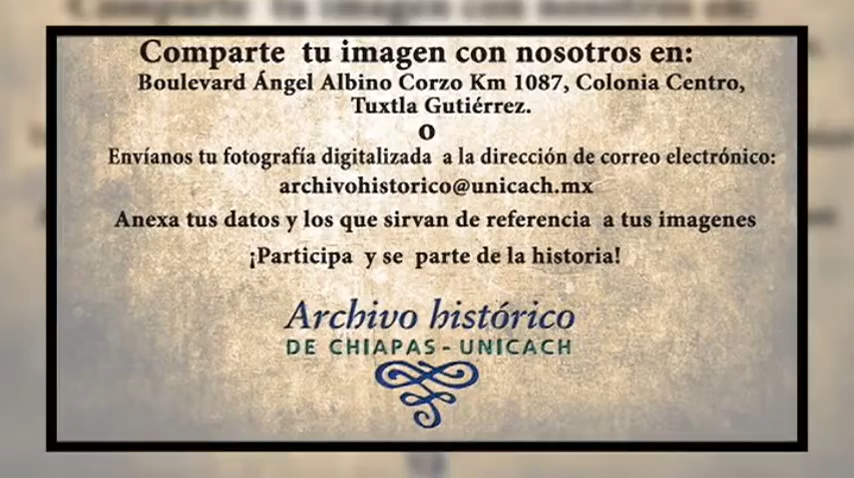 Comparte tu imagen con nosotros en:
Boulevard Ángel Albino Corzo Km 1087, Colonia Centro,
Tuxtla Gutiérrez.
O
Envíanos tu fotografía digitalizada a la dirección de correo electrónico:
archivohistorico@unicach.mx
Anexa tus datos y los que sirvan de referencia a tus imagenes
¡Participa y se parte de la historia!
Archivo histórico
DE CHIAPAS - UNICACH